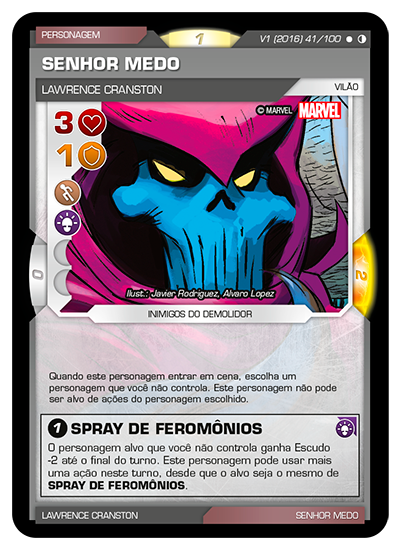 PERSONAGEM
1
V1 (2016) 41/100
SENHOR MEDO
LAWRENCE CRANSTON
VILÃO
3
© MARVEL
MARVEL
1
0
2
Ilust.: Javier Rodriguez, Alvaro Lopez
INIMIGOS DO DEMOLIDOR
Quando este personagem entrar em cena, escolha um
personagem que você não controla. Este personagem não pode
ser alvo de ações do personagem escolhido.
1 SPRAY DE FEROMÔNIOS
O personagem alvo que você não controla ganha Escudo
-2 até o final do turno. Este personagem pode usar mais
uma ação neste turno, desde que o alvo seja o mesmo de
SPRAY DE FEROMÔNIOS.
LAWRENCE CRANSTON
SENHOR MEDO